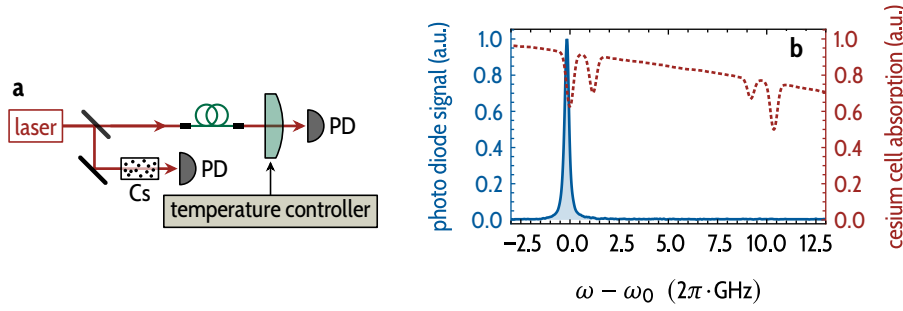 a
laser
PD
PD
Cs
temperature controller
b
photo diode signal (a.u.)
1.0
0.8
0.6
0.4
0.2
0.0
−2.5 0.0 2.5 5.0 7.5 10.0 12.5
ω − ω0 (2π·GHz)
1.0
0.8
0.6
0.4
0.2
0.0
cesium cell absorption (a.u.)